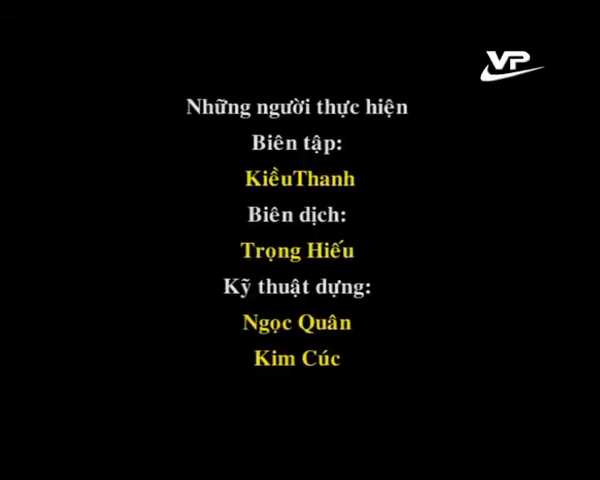 VP
Những người thực hiện
Biên tập:
KiềuThanh
Biên dịch:
Trọng Hiếu
Kỹ thuật dựng:
Ngọc Quân
Kim Cúc